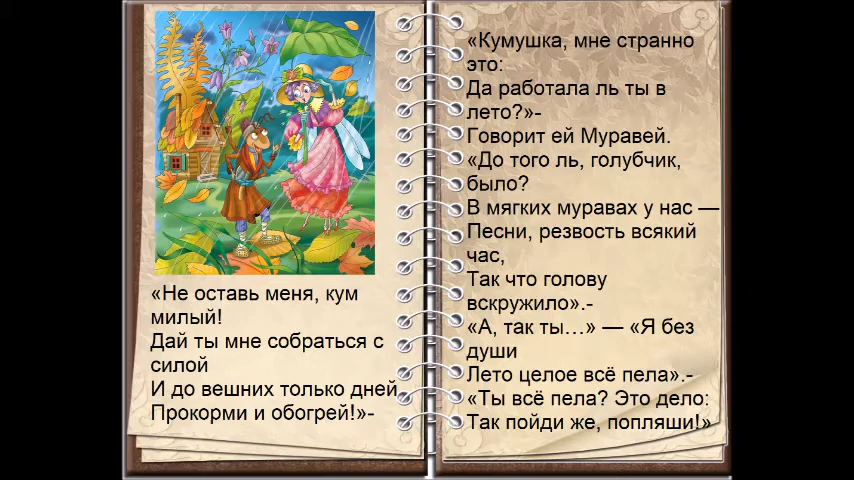 «Не оставь меня, кум
милый!
Дай ты мне собраться с
силой
И до вешних только дней
Прокорми и обогрей!»-
«Кумушка, мне странно
это:
Да работала ль ты в
лето?»-
Говорит ей Муравей.
«До того ль, голубчик,
было?
В мягких муравах у нас —
Песни, резвость всякий
час,
Так что голову
вскружило».-
«А, так ты…» — «Я без
души
Лето целое всё пела».-
«Ты всё пела? Это дело:
Так пойди же, попляши!»